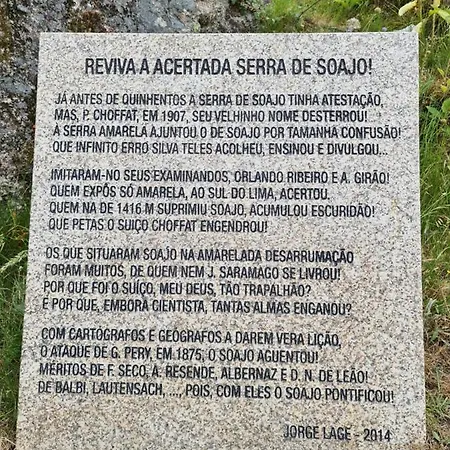 REVIVA A ACERTADA SERRA DE SOAJO!
JÁ ANTES DE QUINHENTOS A SERRA DE SOAJO TINHA ATESTAÇÃO,
MAS, P. CHOFFAT, EM 1907, SEU VELHINHO NOME DESTERROU!
À SERRA AMARELA AJUNTOU O DE SOAJO POR TAMANHA CONFUSÃO!
QUE INFINITO ERRO SILVA TELES ACOLHEU, ENSINOU E DIVULGOU...
IMITARAM-NO SEUS EXAMINANDOS, ORLANDO RIBEIRO E A. GIRÃO!
QUEM EXPÔS SÓ AMARELA, AO SUL DO LIMA, ACERTOU.
QUEM NA DE 1416 M SUPRIMIU SOAJO, ACUMULOU ESCURIDÃO!
QUE PETAS O SUIÇO CHOFFAT ENGENDROU!
OS QUE SITUARAM SOAJO NA AMARELADA DESARRUMAÇÃO
FORAM MUITOS, DE QUEM NEM J. SARAMAGO SE LIVROU!
POR QUE FOI O SUÍÇO, MEU DEUS, TÃO TRAPALHÃO?
E POR QUE, EMBORA CIENTISTA, TANTAS ALMAS ENGANOU?
COM CARTÓGRAFOS E GEÓGRAFOS A DAREM VERA LIÇÃO,
O ATAQUE DE G. PERY, EM 1875, O SOAJO AGUENTOU!
MÉRITOS DE F. SECO, A. RESENDE, ALBERNAZ E D. N. DE LEÃO!
DE BALBI, LAUTENSACH, ..., POIS, COM ELES O SOAJO PONTIFICOU!
JORGE LAGE - 2014